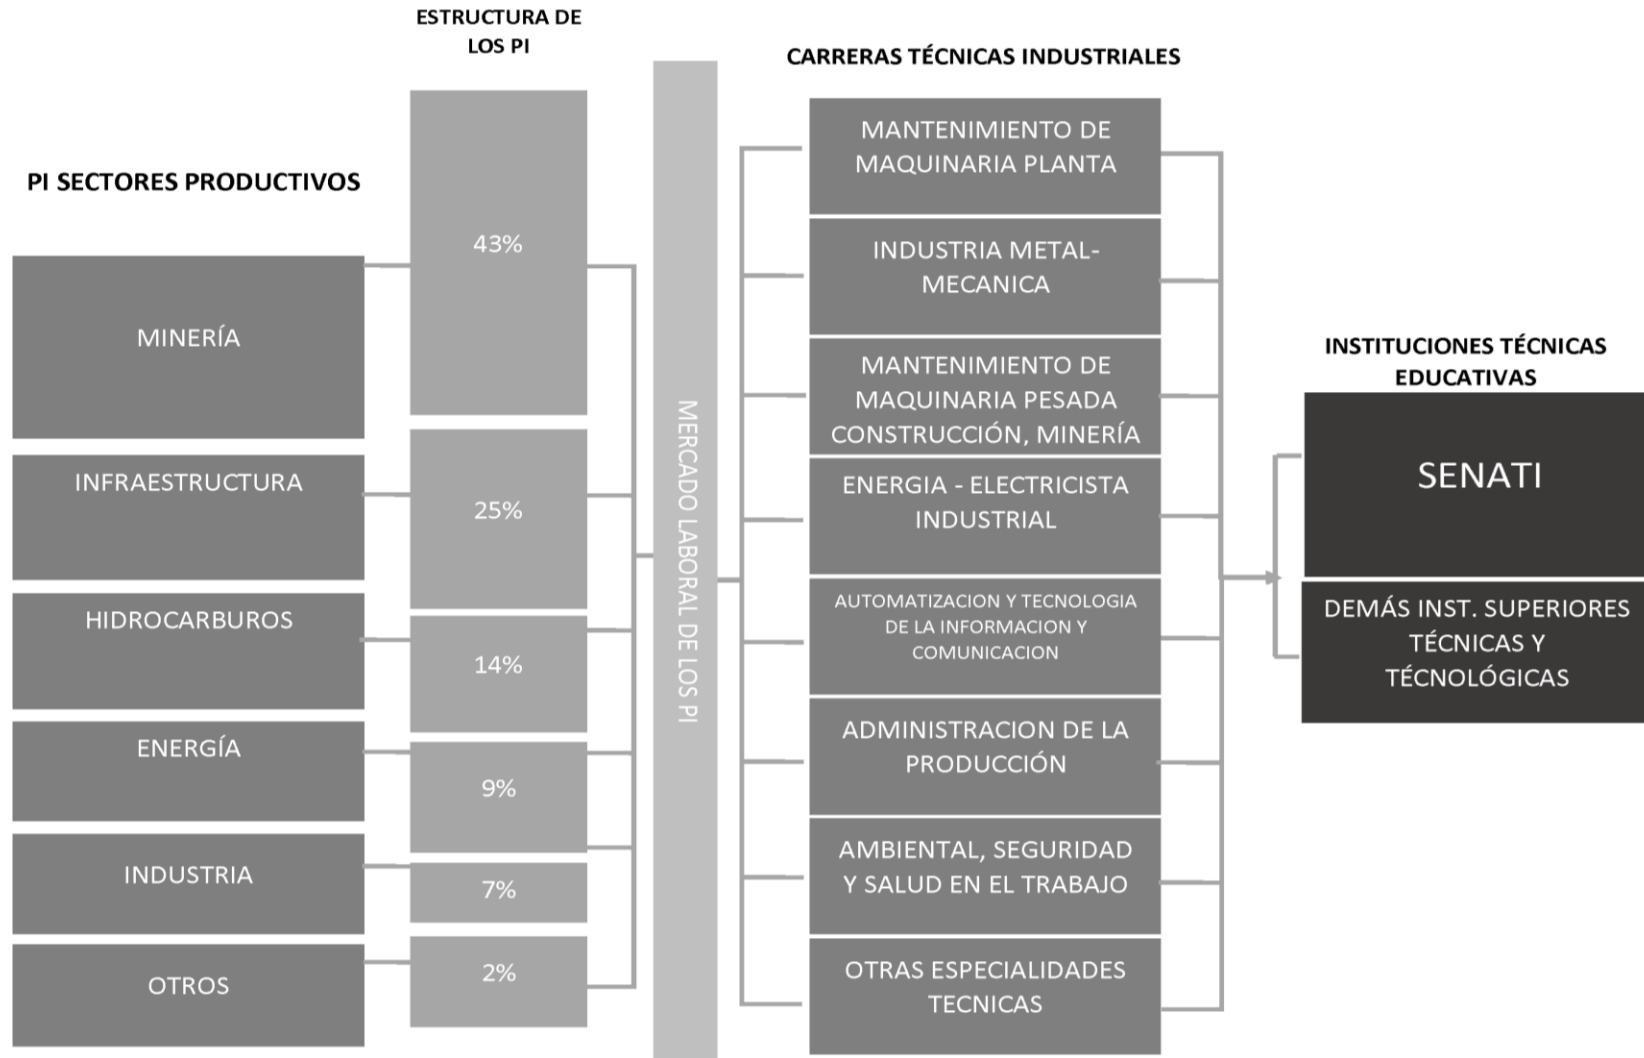 ESTRUCTURA DE
LOS PI
PI SECTORES PRODUCTIVOS
MINERÍA
INFRAESTRUCTURA
HIDROCARBUROS
ENERGÍA
INDUSTRIA
OTROS
43%
25%
14%
9%
7%
2%
MERCADO LABORAL DE LOS PI
CARRERAS TÉCNICAS INDUSTRIALES
MANTENIMIENTO DE
MAQUINARIA PLANTA
INDUSTRIA METAL-
MECANICA
MANTENIMIENTO DE
MAQUINARIA PESADA
CONSTRUCCIÓN, MINERÍA
ENERGIA - ELECTRICISTA
INDUSTRIAL
AUTOMATIZACION Y TECNOLOGIA
DE LA INFORMACION Y
COMUNICACION
ADMINISTRACION DE LA
PRODUCCIÓN
AMBIENTAL, SEGURIDAD
Y SALUD EN EL TRABAJO
OTRAS ESPECIALIDADES
TECNICAS
INSTITUCIONES TÉCNICAS
EDUCATIVAS
SENATI
DEMÁS INST. SUPERIORES
TÉCNICAS Y
TÉCNOLÓGICAS